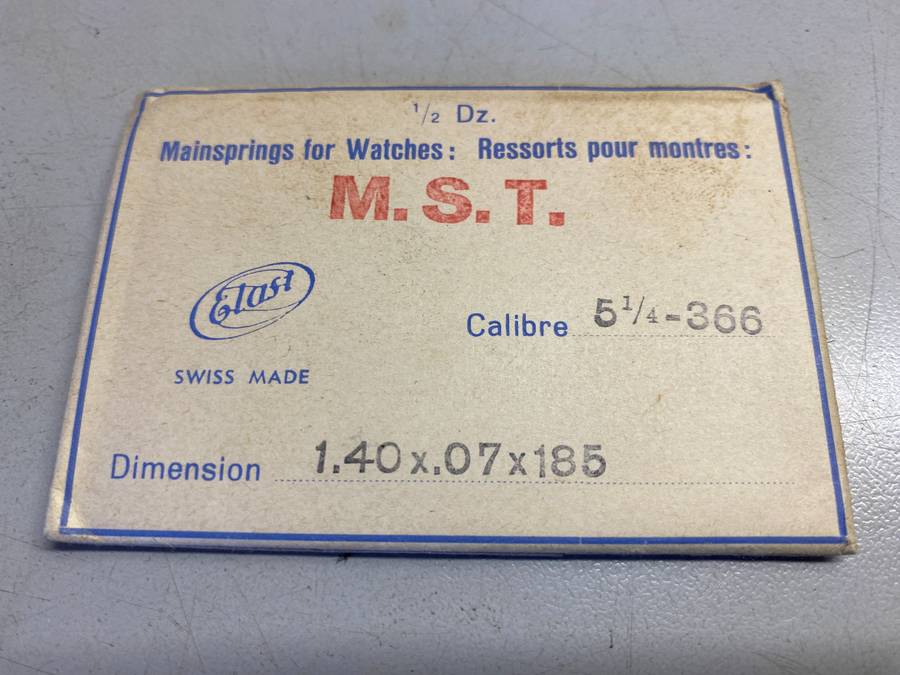 1/2 Dz.
Mainsprings for Watches: Ressorts pour montres:
M.S.T.
Elast
Calibre 5 1/4-366
SWISS MADE
Dimension 1.40x.07x185